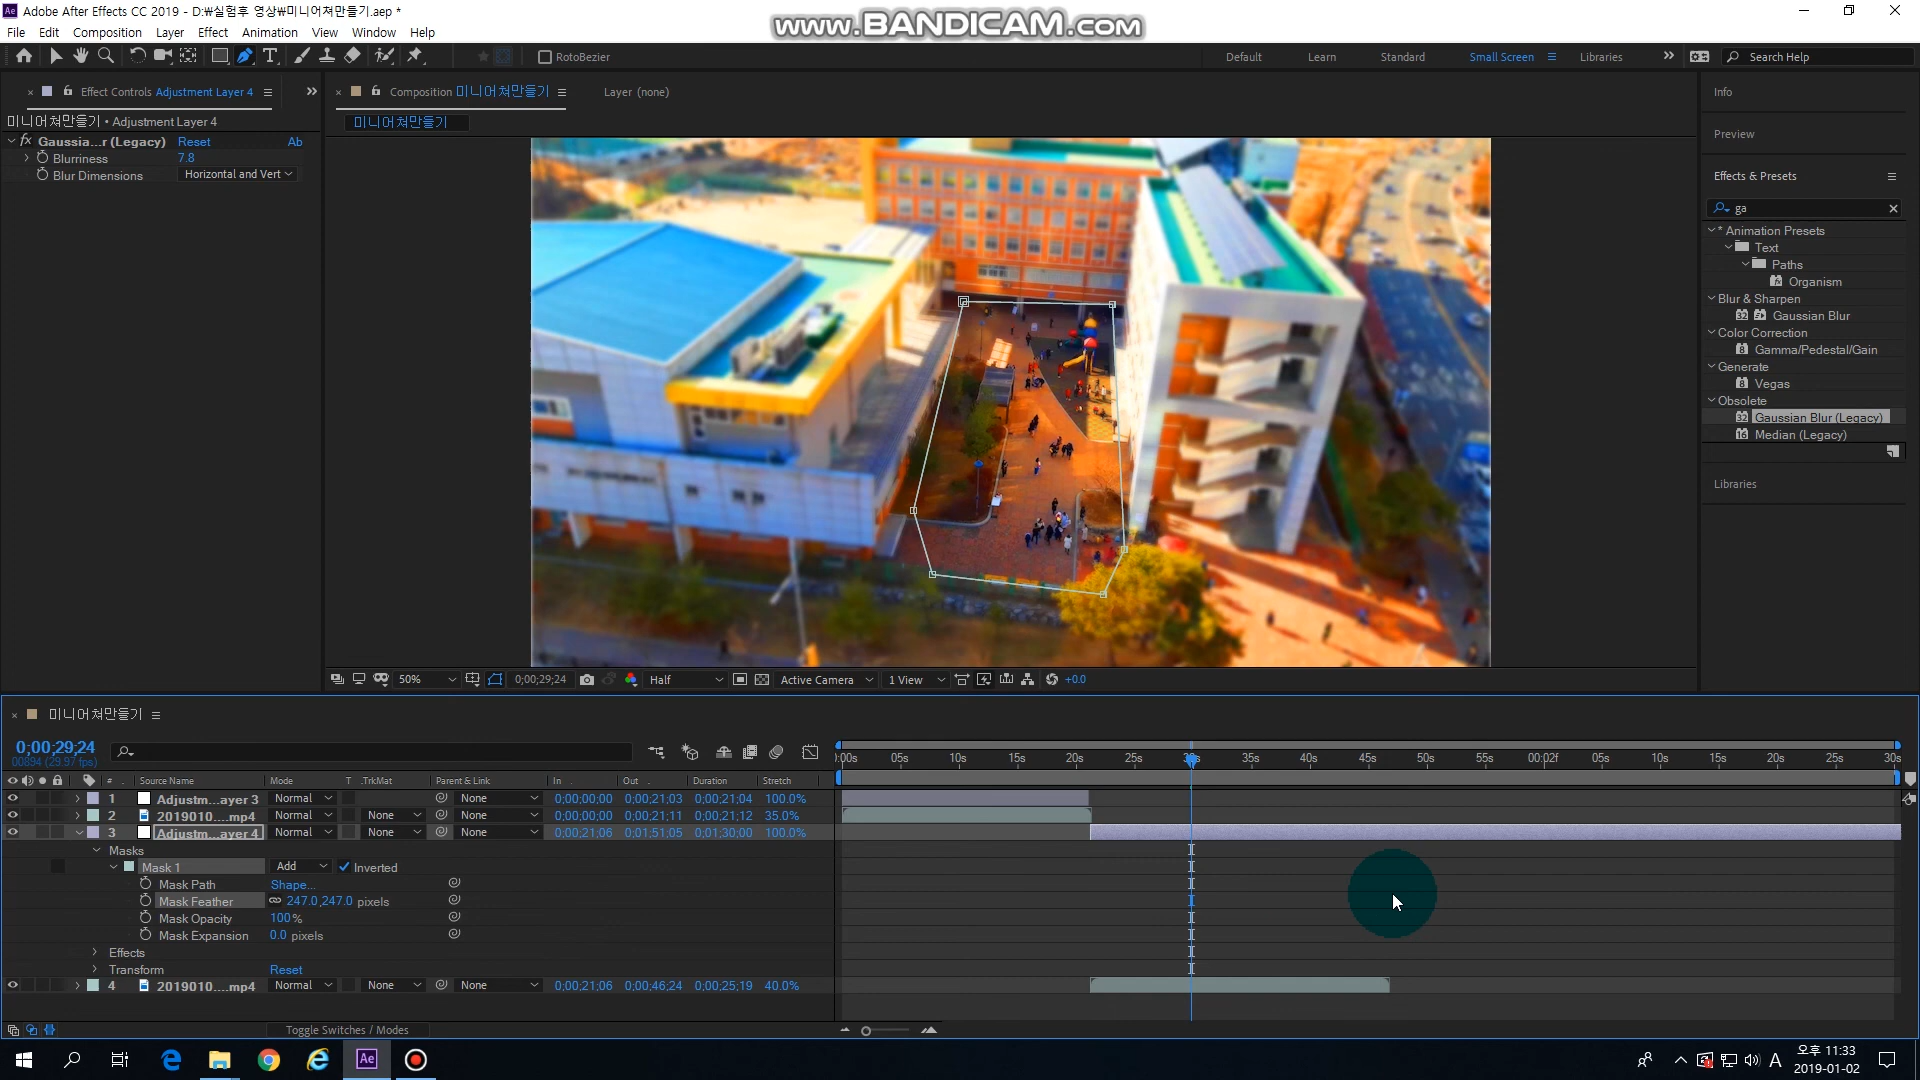 Adobe After Effects CC 2019 - D:\실험후 영상\미니어쳐만들기.aep *
www.BANDICAM.com
File Edit Composition Layer Effect Animation View Window Help
RotoBezier
Default Learn Standard Small Screen Libraries
Search Help
Effect Controls Adjustment Layer 4
Composition 미니어쳐만들기
Layer (none)
미니어쳐만들기 • Adjustment Layer 4
미니어쳐만들기
Gaussia...r (Legacy) Reset Ab
Blurriness 7.8
Blur Dimensions Horizontal and Vert
Info
Preview
Effects & Presets
ga
* Animation Presets
Text
Paths
Organism
Blur & Sharpen
32 Gaussian Blur
Color Correction
8 Gamma/Pedestal/Gain
Generate
8 Vegas
Obsolete
32 Gaussian Blur (Legacy)
16 Median (Legacy)
Libraries
50% 0;00;29;24 Half Active Camera 1 View +0.0
미니어쳐만들기
0;00;29;24
00894 (29.97 fps)
:00s 05s 10s 15s 20s 25s 30s 35s 40s 45s 50s 55s 00:02f 05s 10s 15s 20s 25s 30s
# Source Name Mode T .TrkMat Parent & Link In Out Duration Stretch
1 Adjustm...ayer 3 Normal None 0;00;00;00 0;00;21;03 0;00;21;04 100.0%
2 2019010....mp4 Normal None None 0;00;00;00 0;00;21;11 0;00;21;12 35.0%
3 Adjustm...ayer 4 Normal None None 0;00;21;06 0;01;51;05 0;01;30;00 100.0%
Masks
Mask 1 Add Inverted
Mask Path Shape...
Mask Feather 247.0,247.0 pixels
Mask Opacity 100%
Mask Expansion 0.0 pixels
Effects
Transform Reset
4 2019010....mp4 Normal None None 0;00;21;06 0;00;46;24 0;00;25;19 40.0%
Toggle Switches / Modes
Ae
A
오후 11:33
2019-01-02